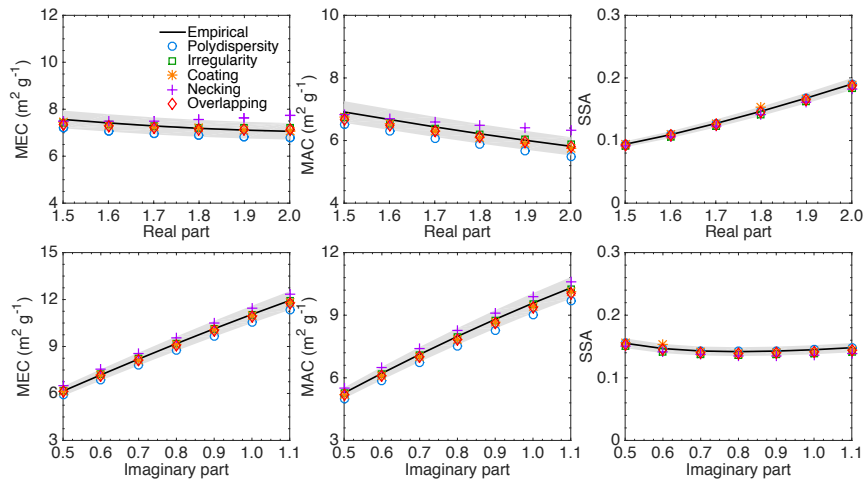 12
10
8
6
4
MEC (m² g⁻¹)
1.5 1.6 1.7 1.8 1.9 2.0
Real part
Empirical
Polydispersity
Irregularity
Coating
Necking
Overlapping
10
8
6
4
MAC (m² g⁻¹)
1.5 1.6 1.7 1.8 1.9 2.0
Real part
0.3
0.2
0.1
0
SSA
1.5 1.6 1.7 1.8 1.9 2.0
Real part
15
12
9
6
3
MEC (m² g⁻¹)
0.5 0.6 0.7 0.8 0.9 1.0 1.1
Imaginary part
12
9
6
3
MAC (m² g⁻¹)
0.5 0.6 0.7 0.8 0.9 1.0 1.1
Imaginary part
0.3
0.2
0.1
0
SSA
0.5 0.6 0.7 0.8 0.9 1.0 1.1
Imaginary part